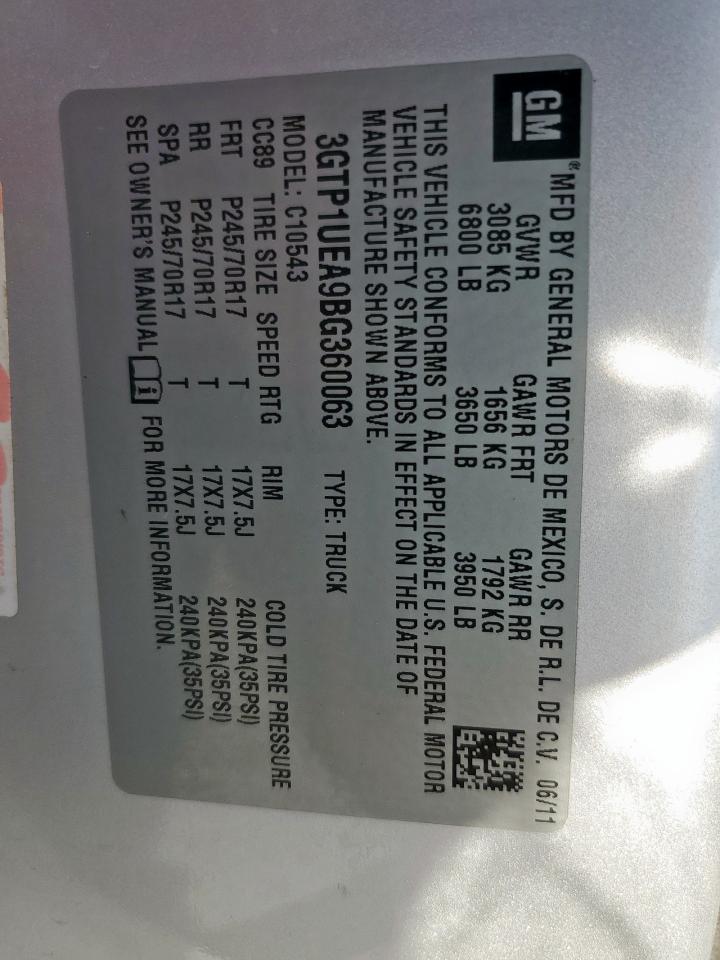 GM
®MFD BY GENERAL MOTORS DE MEXICO, S. DE R.L. DE C.V. 06/11
GVWR GAWR FRT GAWR RR
3085 KG 1656 KG 1792 KG
6800 LB 3650 LB 3950 LB
THIS VEHICLE CONFORMS TO ALL APPLICABLE U.S. FEDERAL MOTOR
VEHICLE SAFETY STANDARDS IN EFFECT ON THE DATE OF
MANUFACTURE SHOWN ABOVE.
3GTP1UEA9BG360063 TYPE: TRUCK
MODEL: C10543
CC89 TIRE SIZE SPEED RTG RIM COLD TIRE PRESSURE
FRT P245/70R17 T 17X7.5J 240KPA(35PSI)
RR P245/70R17 T 17X7.5J 240KPA(35PSI)
SPA P245/70R17 T 17X7.5J 240KPA(35PSI)
SEE OWNER'S MANUAL i FOR MORE INFORMATION.